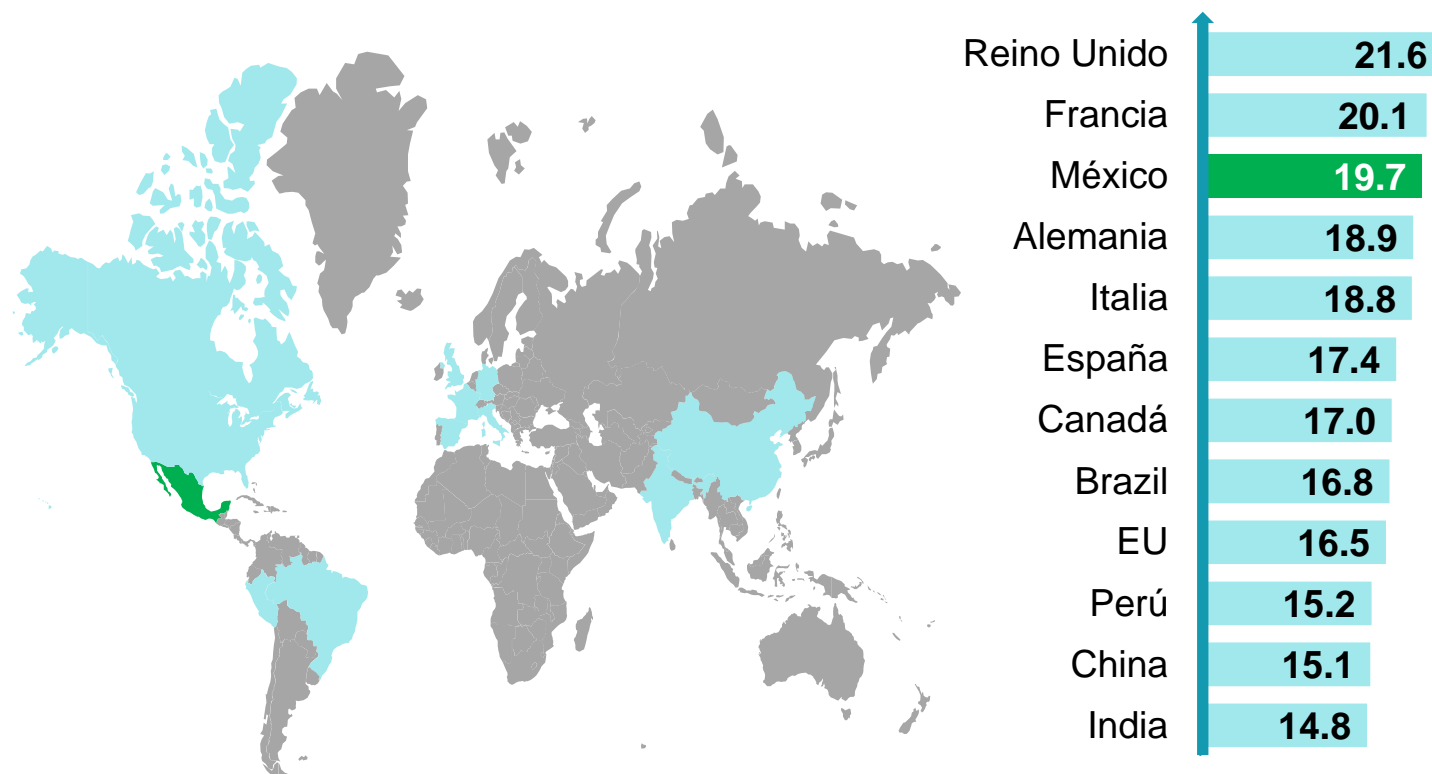 Reino Unido 21.6
Francia 20.1
México 19.7
Alemania 18.9
Italia 18.8
España 17.4
Canadá 17.0
Brazil 16.8
EU 16.5
Perú 15.2
China 15.1
India 14.8